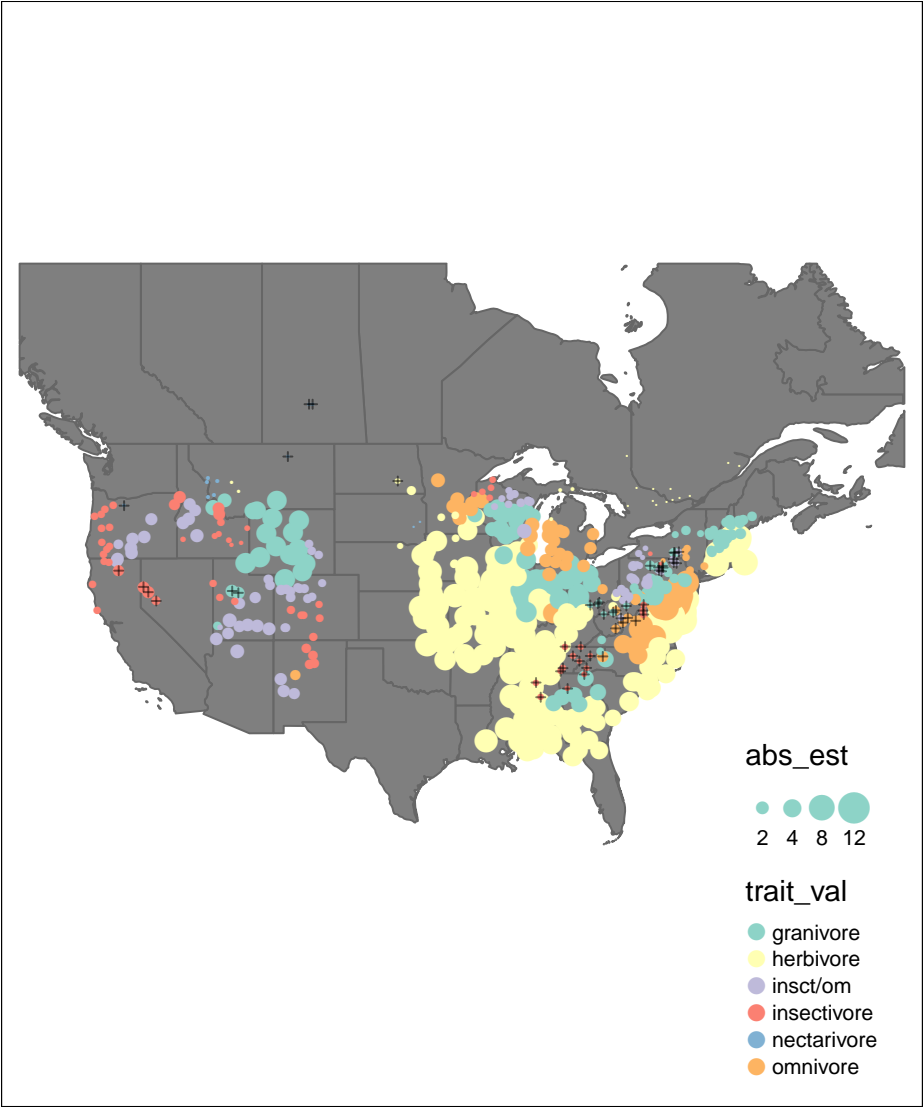 abs_est
2 4 8 12
trait_val
granivore
herbivore
insct/om
insectivore
nectarivore
omnivore